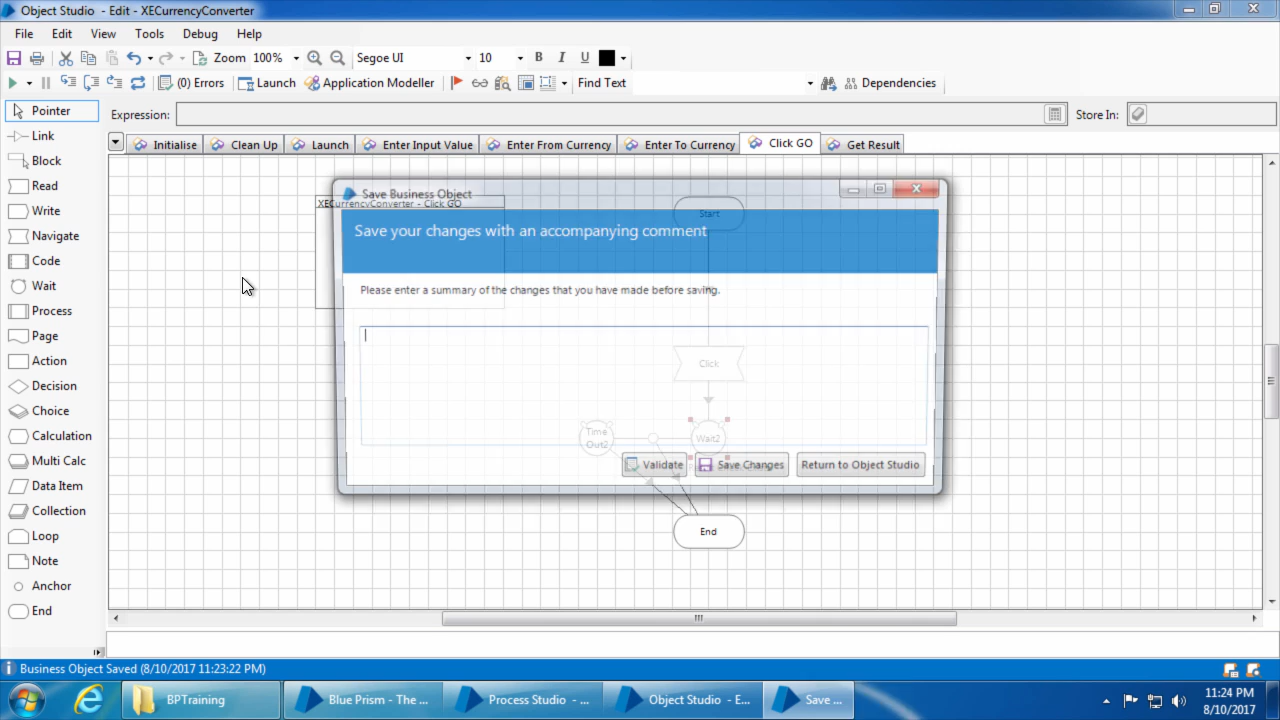 Object Studio - Edit - XECurrencyConverter
File Edit View Tools Debug Help
Zoom 100% Segoe UI 10 B I U
(0) Errors Launch Application Modeller Find Text Dependencies
Pointer
Expression: Store In:
Link
Initialise Clean Up Launch Enter Input Value Enter From Currency Enter To Currency Click GO Get Result
Block
Read
Write
Navigate
Code
Wait
Process
Page
Action
Decision
Choice
Calculation
Multi Calc
Data Item
Collection
Loop
Note
Anchor
End
Save Business Object
XECurrencyConverter - Click GO
Start
Save your changes with an accompanying comment
Please enter a summary of the changes that you have made before saving.
Click
Time Out2
Wait2
Validate Save Changes Return to Object Studio
End
Business Object Saved (8/10/2017 11:23:22 PM)
BPTraining Blue Prism - The ... Process Studio - ... Object Studio - E... Save ...
11:24 PM
8/10/2017